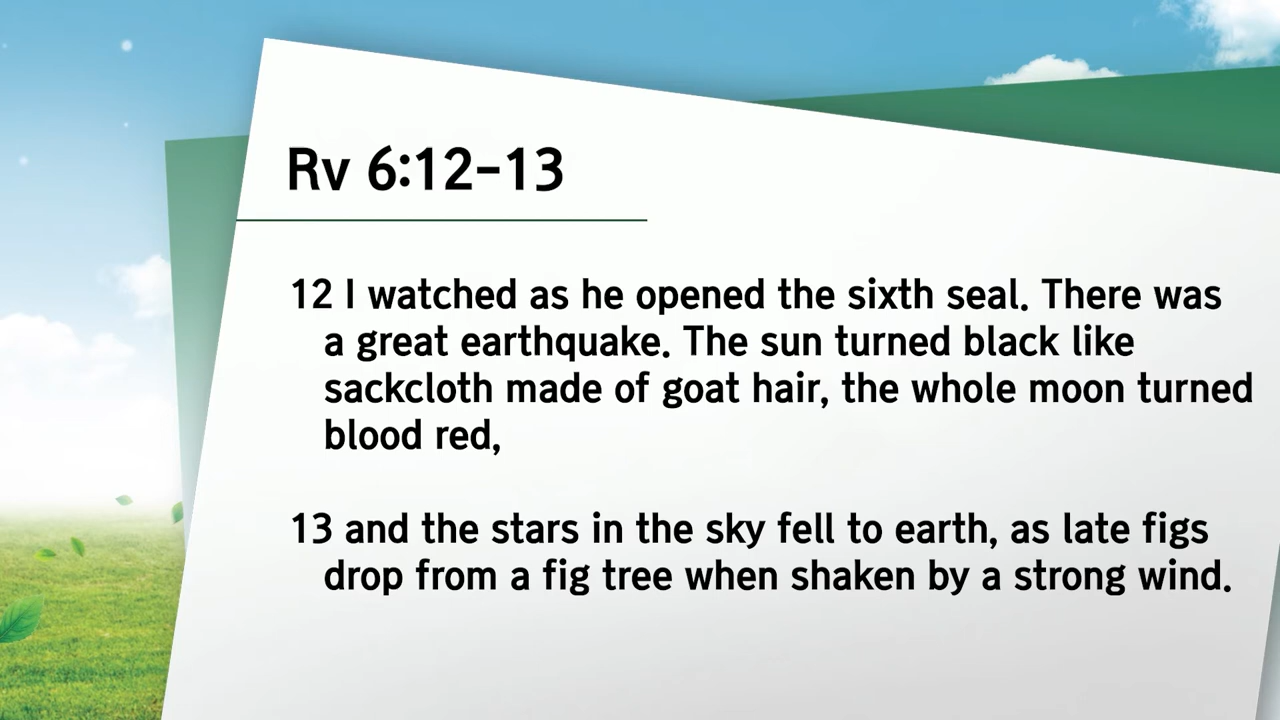 Rv 6:12-13
12 I watched as he opened the sixth seal. There was
a great earthquake. The sun turned black like
sackcloth made of goat hair, the whole moon turned
blood red,
13 and the stars in the sky fell to earth, as late figs
drop from a fig tree when shaken by a strong wind.